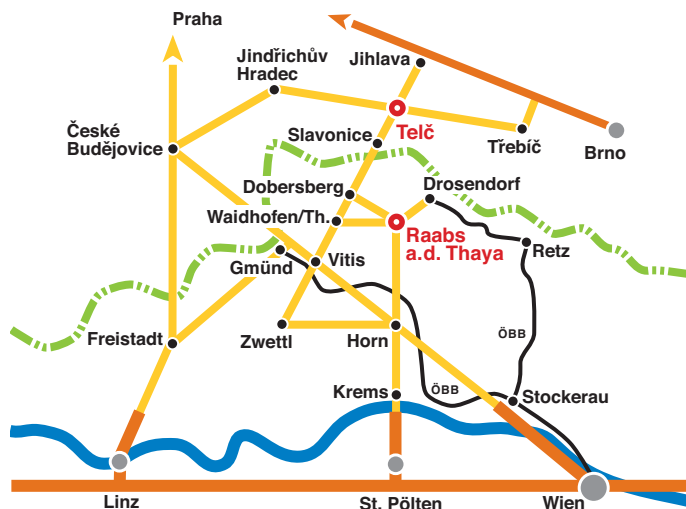 Praha
Jindřichův
Hradec
Jihlava
Telč
České
Budějovice
Slavonice
Třebíč
Brno
Dobersberg
Drosendorf
Waidhofen/Th.
Raabs
a.d. Thaya
Retz
Gmünd
Vitis
Freistadt
Zwettl
Horn
ÖBB
Krems
ÖBB
Stockerau
Linz
St. Pölten
Wien